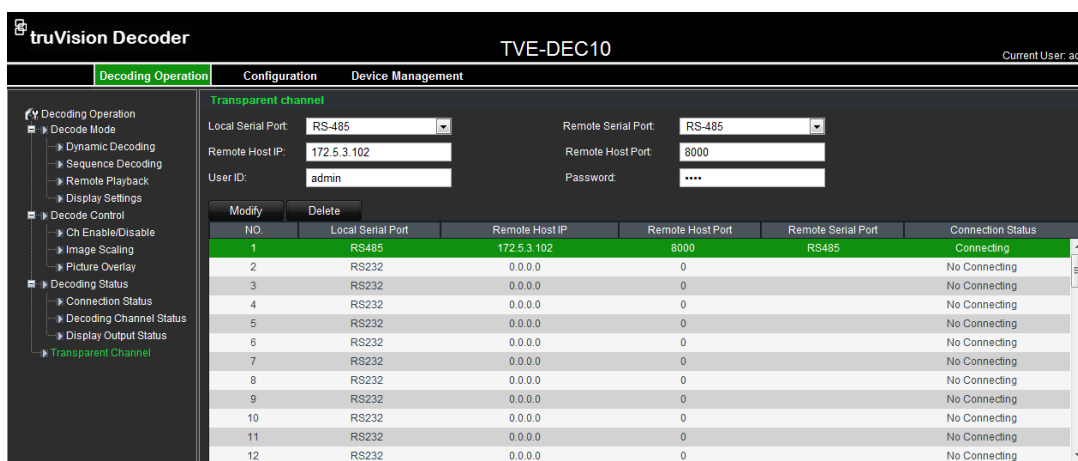 truVision Decoder
TVE-DEC10
Current User: ad
Decoding Operation Configuration Device Management
Decoding Operation
Decode Mode
Dynamic Decoding
Sequence Decoding
Remote Playback
Display Settings
Decode Control
Ch Enable/Disable
Image Scaling
Picture Overlay
Decoding Status
Connection Status
Decoding Channel Status
Display Output Status
Transparent Channel
Transparent channel
Local Serial Port: RS-485 Remote Serial Port: RS-485
Remote Host IP: 172.5.3.102 Remote Host Port: 8000
User ID: admin Password: ••••
Modify Delete
NO. Local Serial Port Remote Host IP Remote Host Port Remote Serial Port Connection Status
1 RS485 172.5.3.102 8000 RS485 Connecting
2 RS232 0.0.0.0 0 No Connecting
3 RS232 0.0.0.0 0 No Connecting
4 RS232 0.0.0.0 0 No Connecting
5 RS232 0.0.0.0 0 No Connecting
6 RS232 0.0.0.0 0 No Connecting
7 RS232 0.0.0.0 0 No Connecting
8 RS232 0.0.0.0 0 No Connecting
9 RS232 0.0.0.0 0 No Connecting
10 RS232 0.0.0.0 0 No Connecting
11 RS232 0.0.0.0 0 No Connecting
12 RS232 0.0.0.0 0 No Connecting